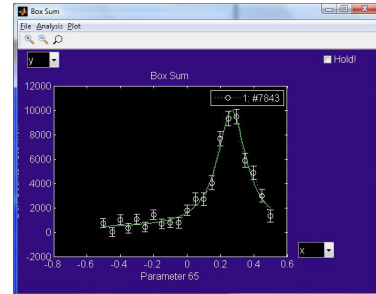 Box Sum
File Analysis Plot
y
Hold!
Box Sum
1: #7843
12000
10000
8000
6000
4000
2000
0
-2000
-0.8 -0.6 -0.4 -0.2 0 0.2 0.4 0.6
x
Parameter 65